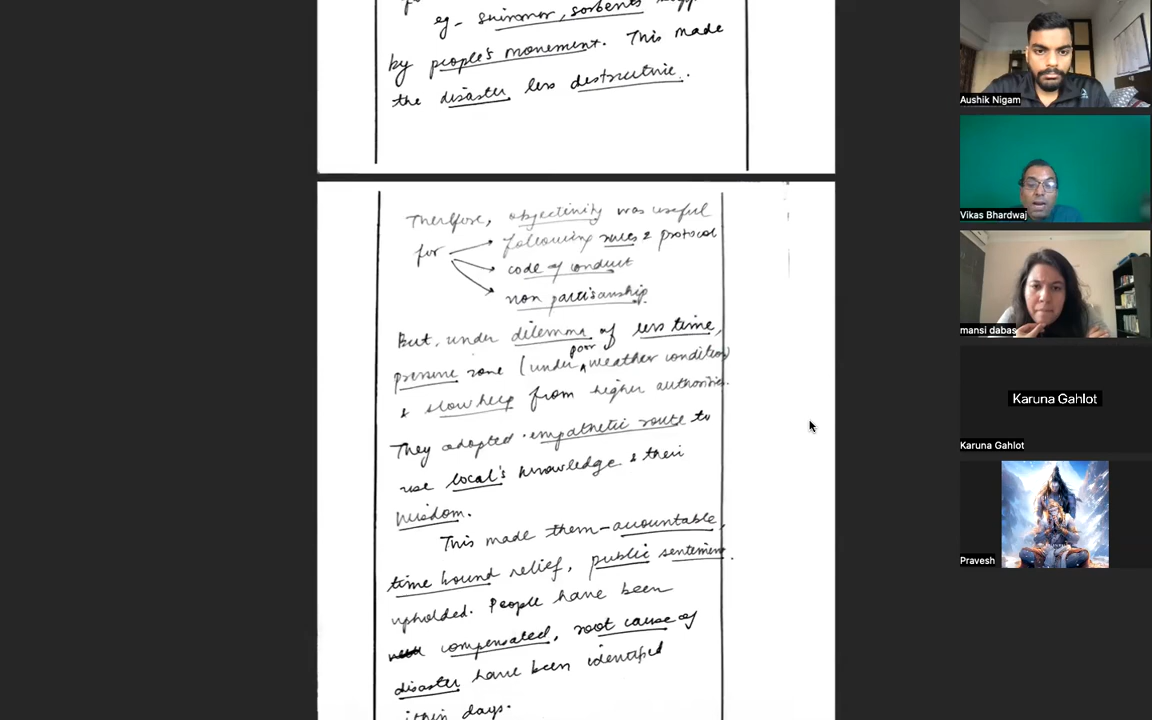 eg- skimmer, sorbents
by people's movement. This made
the disaster less destructive.
Therefore, objectivity was useful
for
following rules & protocol
code of conduct
non partisanship
But, under dilemma of less time,
pressure zone (under poor weather condition)
& slow help from higher authorities.
They adopted empathetic route to
use local's knowledge & their
wisdom.
This made them - accountable,
time bound relief, public sentiment
upholded. People have been
compensated, root cause of
disaster have been identified
within days.
Aushik Nigam
Vikas Bhardwaj
mansi dabas
Karuna Gahlot
Karuna Gahlot
Pravesh